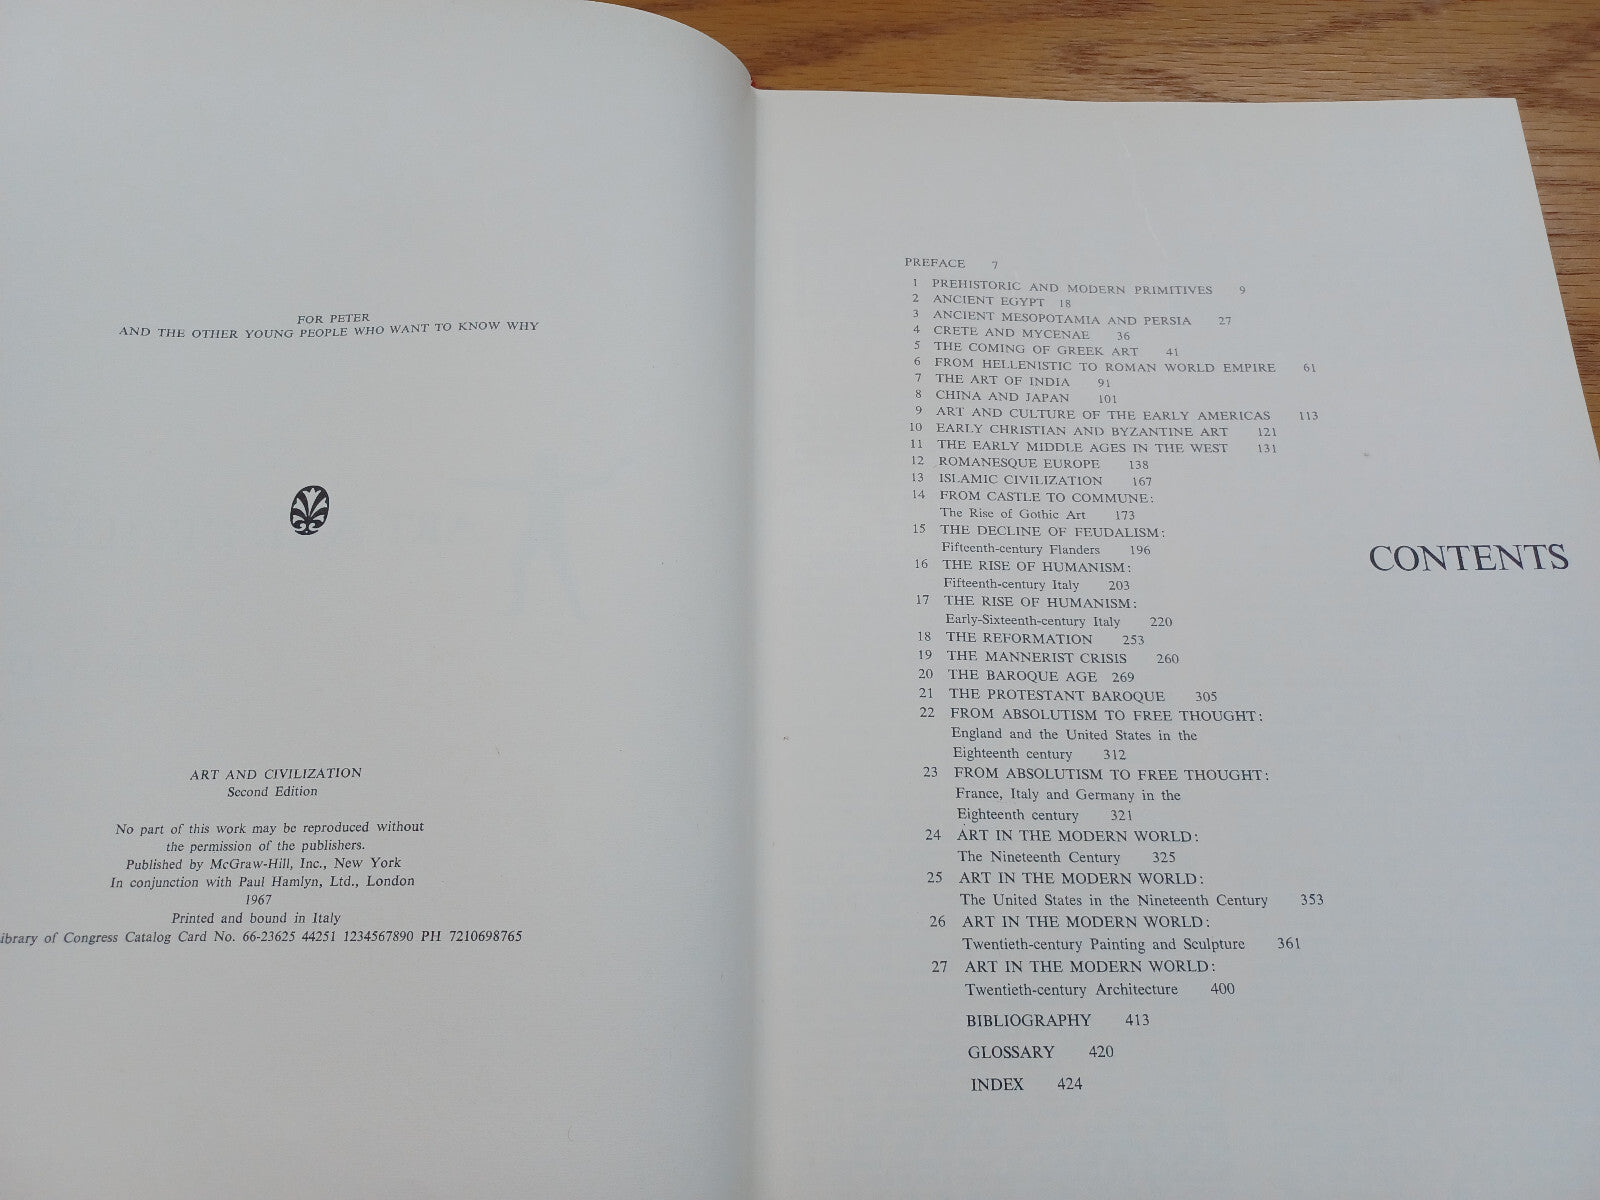 FOR PETER
AND THE OTHER YOUNG PEOPLE WHO WANT TO KNOW WHY
ART AND CIVILIZATION
Second Edition
No part of this work may be reproduced without
the permission of the publishers.
Published by McGraw-Hill, Inc., New York
In conjunction with Paul Hamlyn, Ltd., London
1967
Printed and bound in Italy
ibrary of Congress Catalog Card No. 66-23625 44251 1234567890 PH 7210698765
PREFACE 7
1 PREHISTORIC AND MODERN PRIMITIVES 9
2 ANCIENT EGYPT 18
3 ANCIENT MESOPOTAMIA AND PERSIA 27
4 CRETE AND MYCENAE 36
5 THE COMING OF GREEK ART 41
6 FROM HELLENISTIC TO ROMAN WORLD EMPIRE 61
7 THE ART OF INDIA 91
8 CHINA AND JAPAN 101
9 ART AND CULTURE OF THE EARLY AMERICAS 113
10 EARLY CHRISTIAN AND BYZANTINE ART 121
11 THE EARLY MIDDLE AGES IN THE WEST 131
12 ROMANESQUE EUROPE 138
13 ISLAMIC CIVILIZATION 167
14 FROM CASTLE TO COMMUNE:
The Rise of Gothic Art 173
15 THE DECLINE OF FEUDALISM:
Fifteenth-century Flanders 196
16 THE RISE OF HUMANISM:
Fifteenth-century Italy 203
17 THE RISE OF HUMANISM:
Early-Sixteenth-century Italy 220
18 THE REFORMATION 253
19 THE MANNERIST CRISIS 260
20 THE BAROQUE AGE 269
21 THE PROTESTANT BAROQUE 305
22 FROM ABSOLUTISM TO FREE THOUGHT:
England and the United States in the
Eighteenth century 312
23 FROM ABSOLUTISM TO FREE THOUGHT:
France, Italy and Germany in the
Eighteenth century 321
24 ART IN THE MODERN WORLD:
The Nineteenth Century 325
25 ART IN THE MODERN WORLD:
The United States in the Nineteenth Century 353
26 ART IN THE MODERN WORLD:
Twentieth-century Painting and Sculpture 361
27 ART IN THE MODERN WORLD:
Twentieth-century Architecture 400
BIBLIOGRAPHY 413
GLOSSARY 420
INDEX 424
CONTENTS